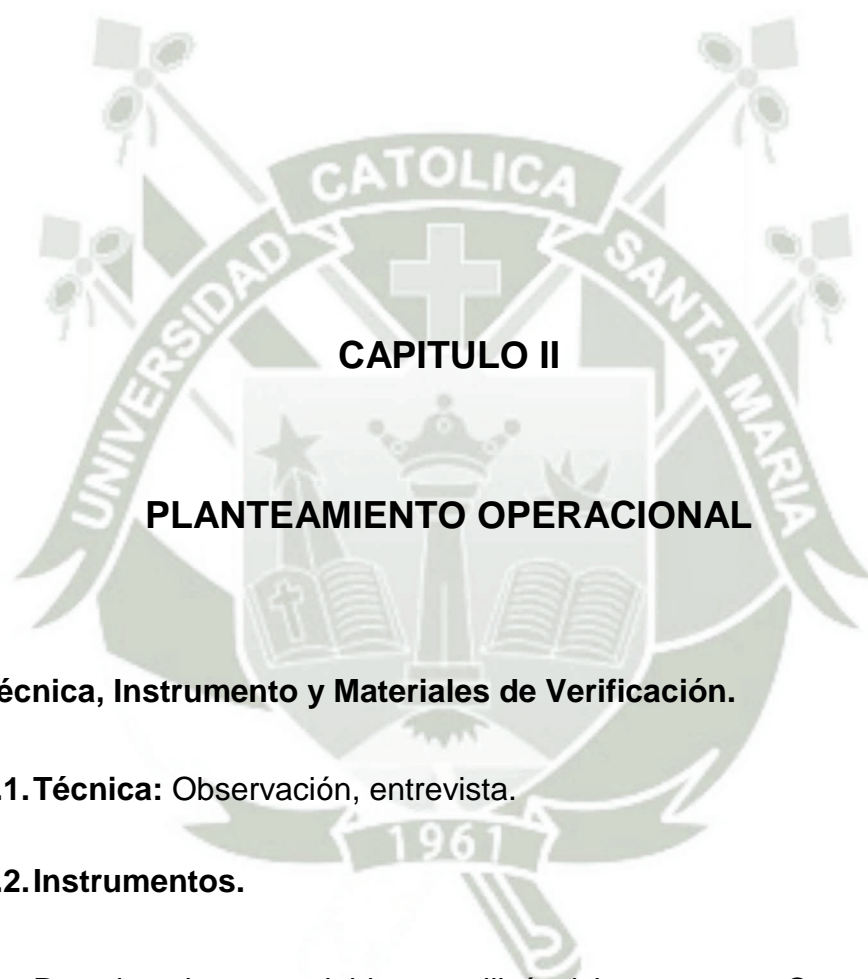 CATOLICA
UNIVERSIDAD
SANTA MARIA
CAPITULO II
PLANTEAMIENTO OPERACIONAL
écnica, Instrumento y Materiales de Verificación.
.1. Técnica: Observación, entrevista.
1961
.2. Instrumentos.